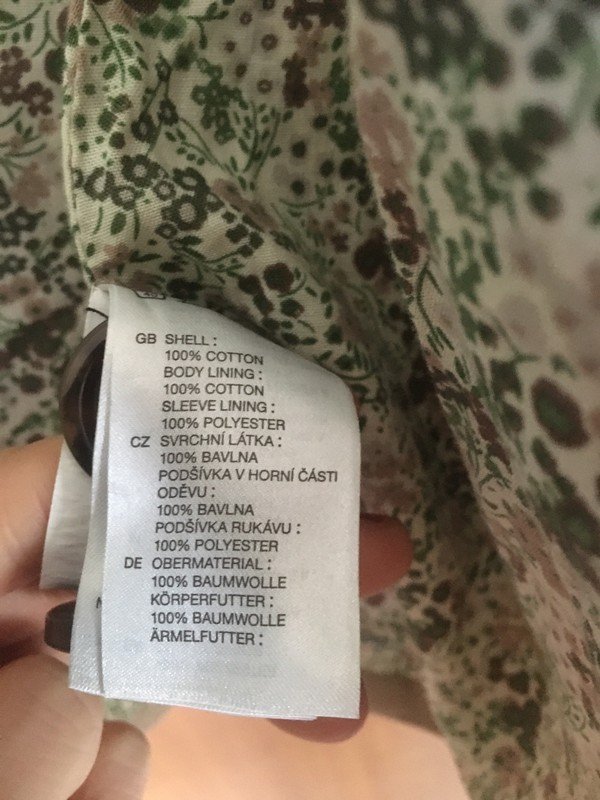 GB SHELL :
100% COTTON
BODY LINING :
100% COTTON
SLEEVE LINING :
100% POLYESTER
CZ SVRCHNÍ LÁTKA :
100% BAVLNA
PODŠÍVKA V HORNÍ ČÁSTI
ODĚVU :
100% BAVLNA
PODŠÍVKA RUKÁVU :
100% POLYESTER
DE OBERMATERIAL :
100% BAUMWOLLE
KÖRPERFUTTER :
100% BAUMWOLLE
ÄRMELFUTTER :